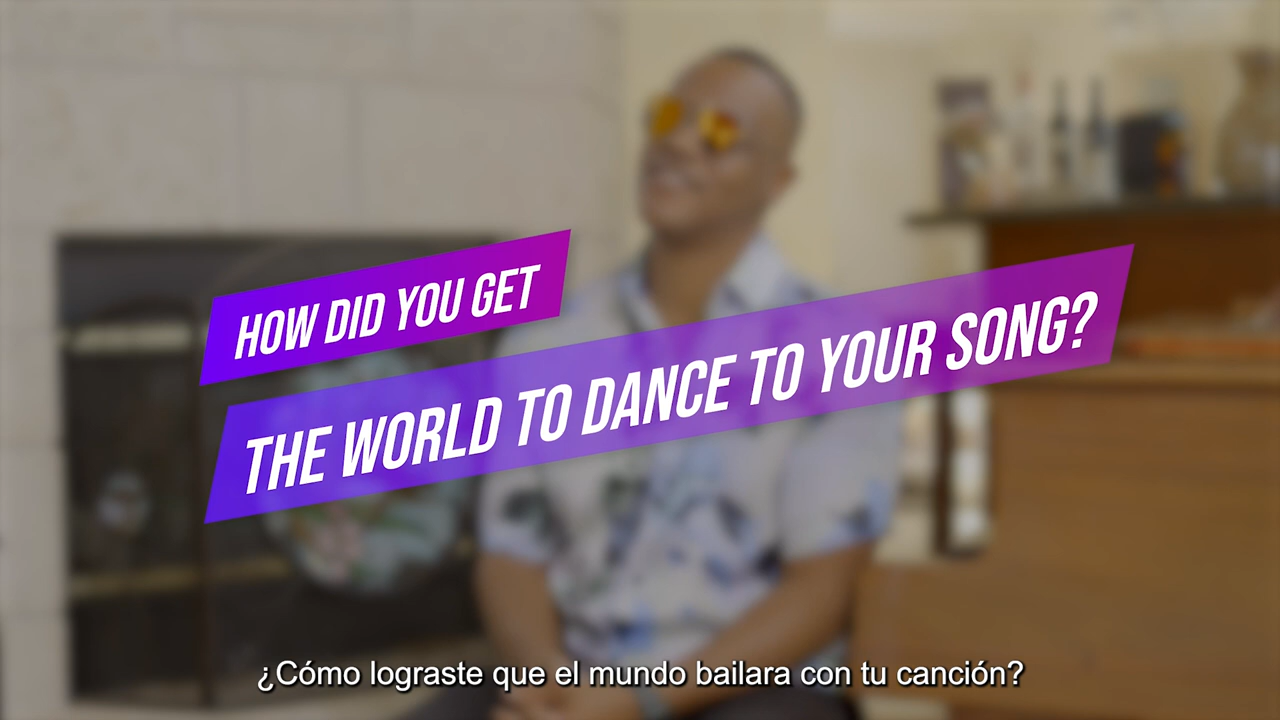 HOW DID YOU GET
THE WORLD TO DANCE TO YOUR SONG?
¿Cómo lograste que el mundo bailara con tu canción?